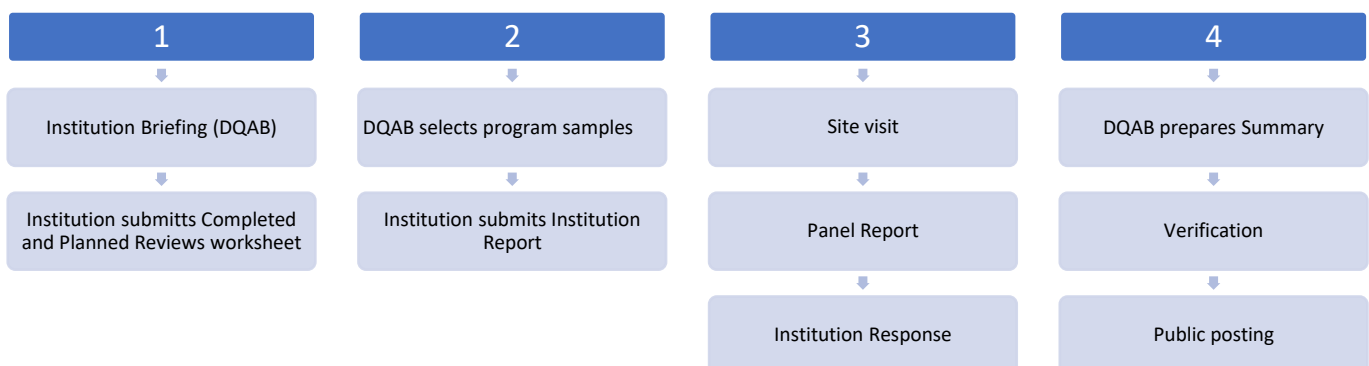 1
Institution Briefing (DQAB)
Institution submitts Completed
and Planned Reviews worksheet
2
DQAB selects program samples
Institution submits Institution
Report
3
Site visit
Panel Report
Institution Response
4
DQAB prepares Summary
Verification
Public posting